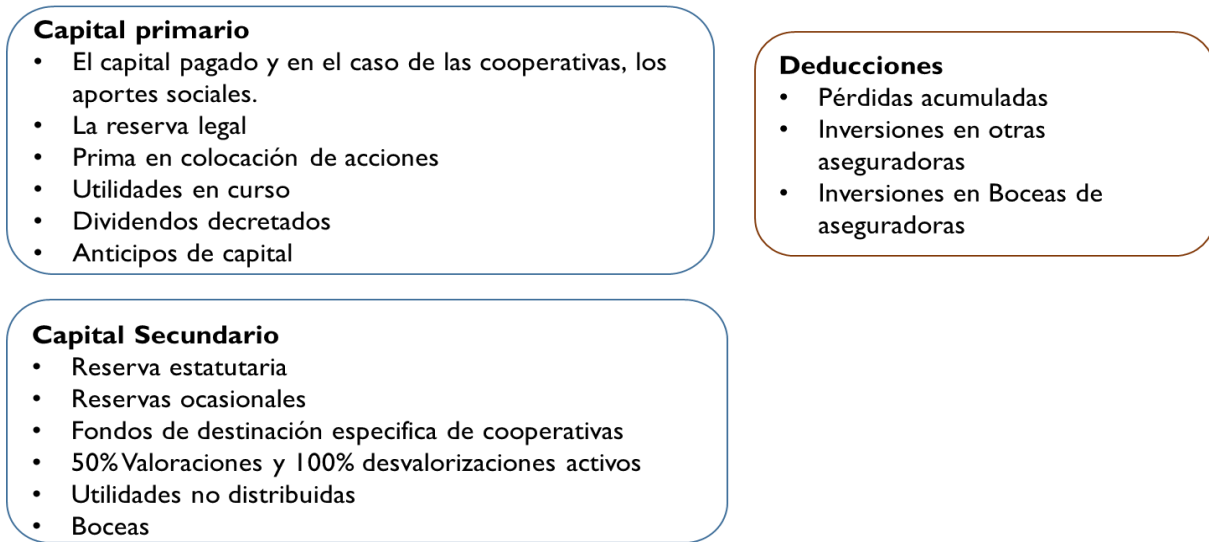 Capital primario
• El capital pagado y en el caso de las cooperativas, los
aportes sociales.
• La reserva legal
• Prima en colocación de acciones
• Utilidades en curso
• Dividendos decretados
• Anticipos de capital
Deducciones
• Pérdidas acumuladas
• Inversiones en otras
aseguradoras
• Inversiones en Boceas de
aseguradoras
Capital Secundario
• Reserva estatutaria
• Reservas ocasionales
• Fondos de destinación especifica de cooperativas
• 50% Valoraciones y 100% desvalorizaciones activos
• Utilidades no distribuidas
• Boceas